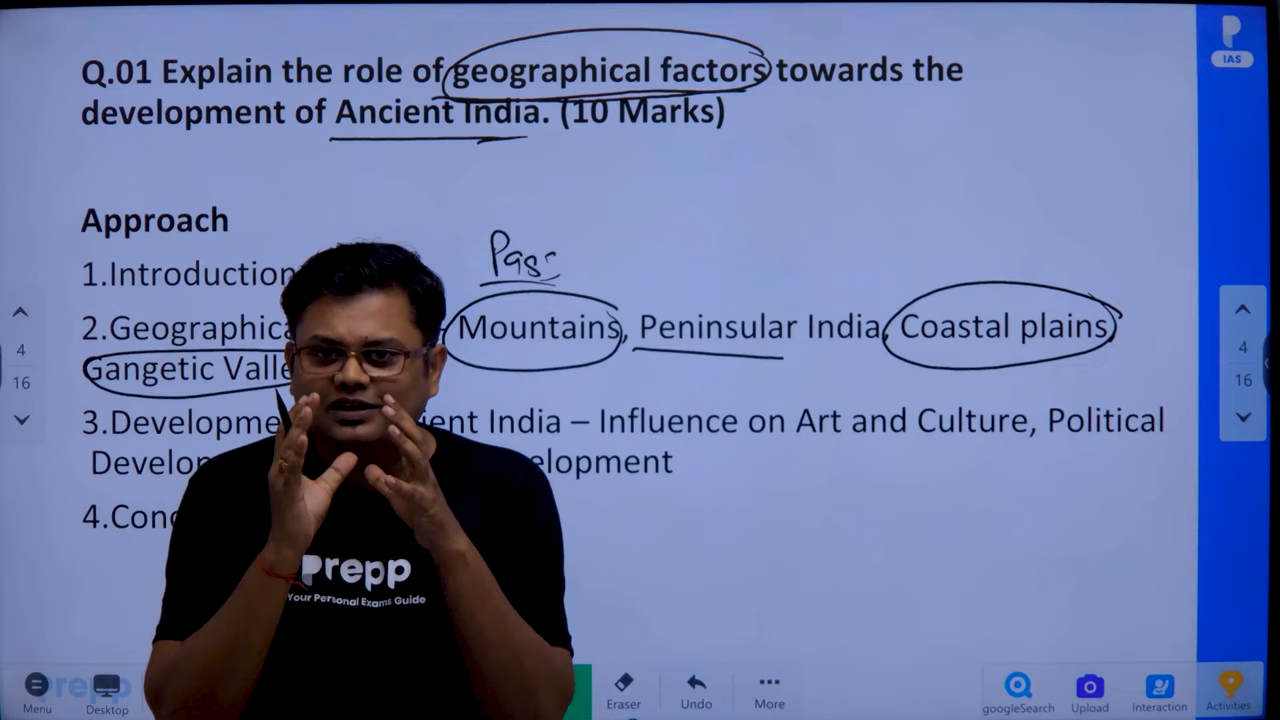 Q.01 Explain the role of geographical factors towards the
development of Ancient India. (10 Marks)
IAS
Approach
1.Introduction
Pass
2.Geographica Mountains, Peninsular India, Coastal plains,
Gangetic Valle
3.Developme ient India – Influence on Art and Culture, Political
Develop elopment
4.Conc
4
16
4
16
Prepp
Your Personal Exams Guide
Prepp
Menu
Desktop
Eraser
Undo
More
googleSearch
Upload
Interaction
Activities